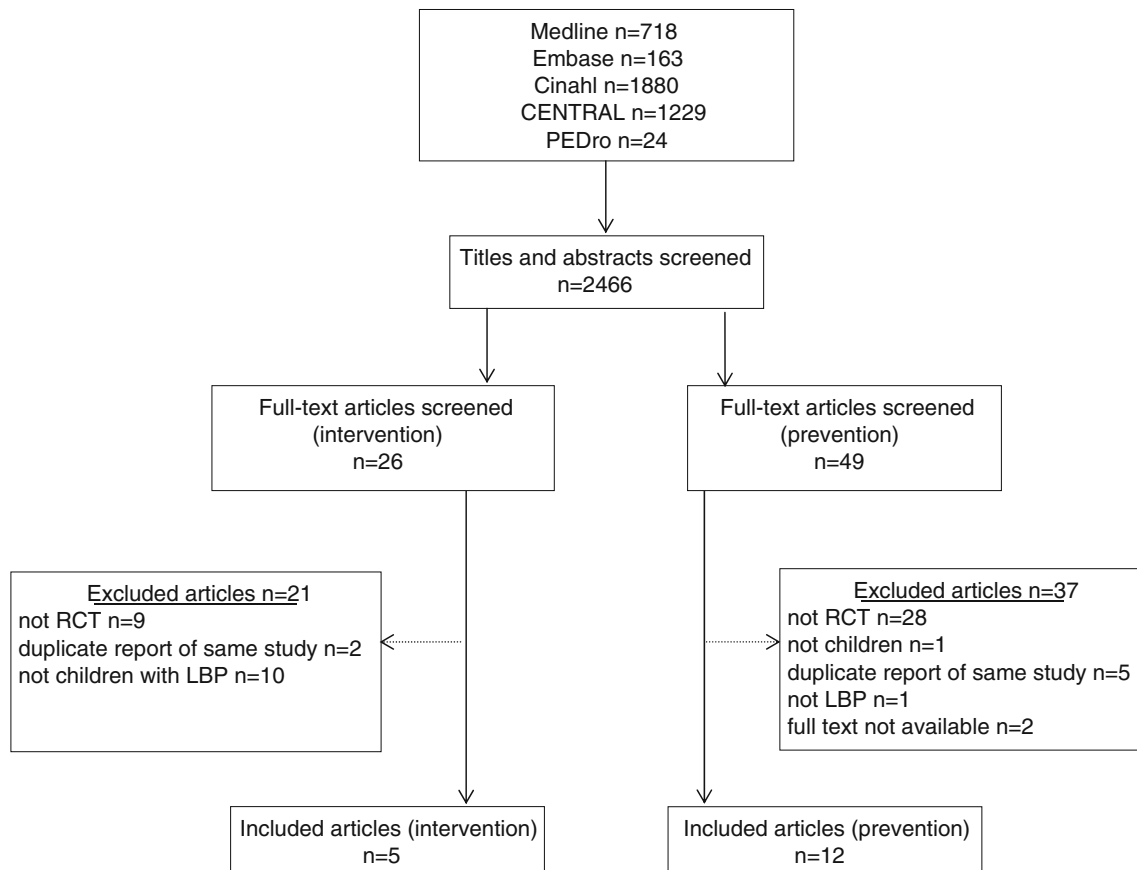 Medline n=718
Embase n=163
Cinahl n=1880
CENTRAL n=1229
PEDro n=24
Titles and abstracts screened
n=2466
Full-text articles screened
(intervention)
n=26
Full-text articles screened
(prevention)
n=49
Excluded articles n=21
not RCT n=9
duplicate report of same study n=2
not children with LBP n=10
Excluded articles n=37
not RCT n=28
not children n=1
duplicate report of same study n=5
not LBP n=1
full text not available n=2
Included articles (intervention)
n=5
Included articles (prevention)
n=12